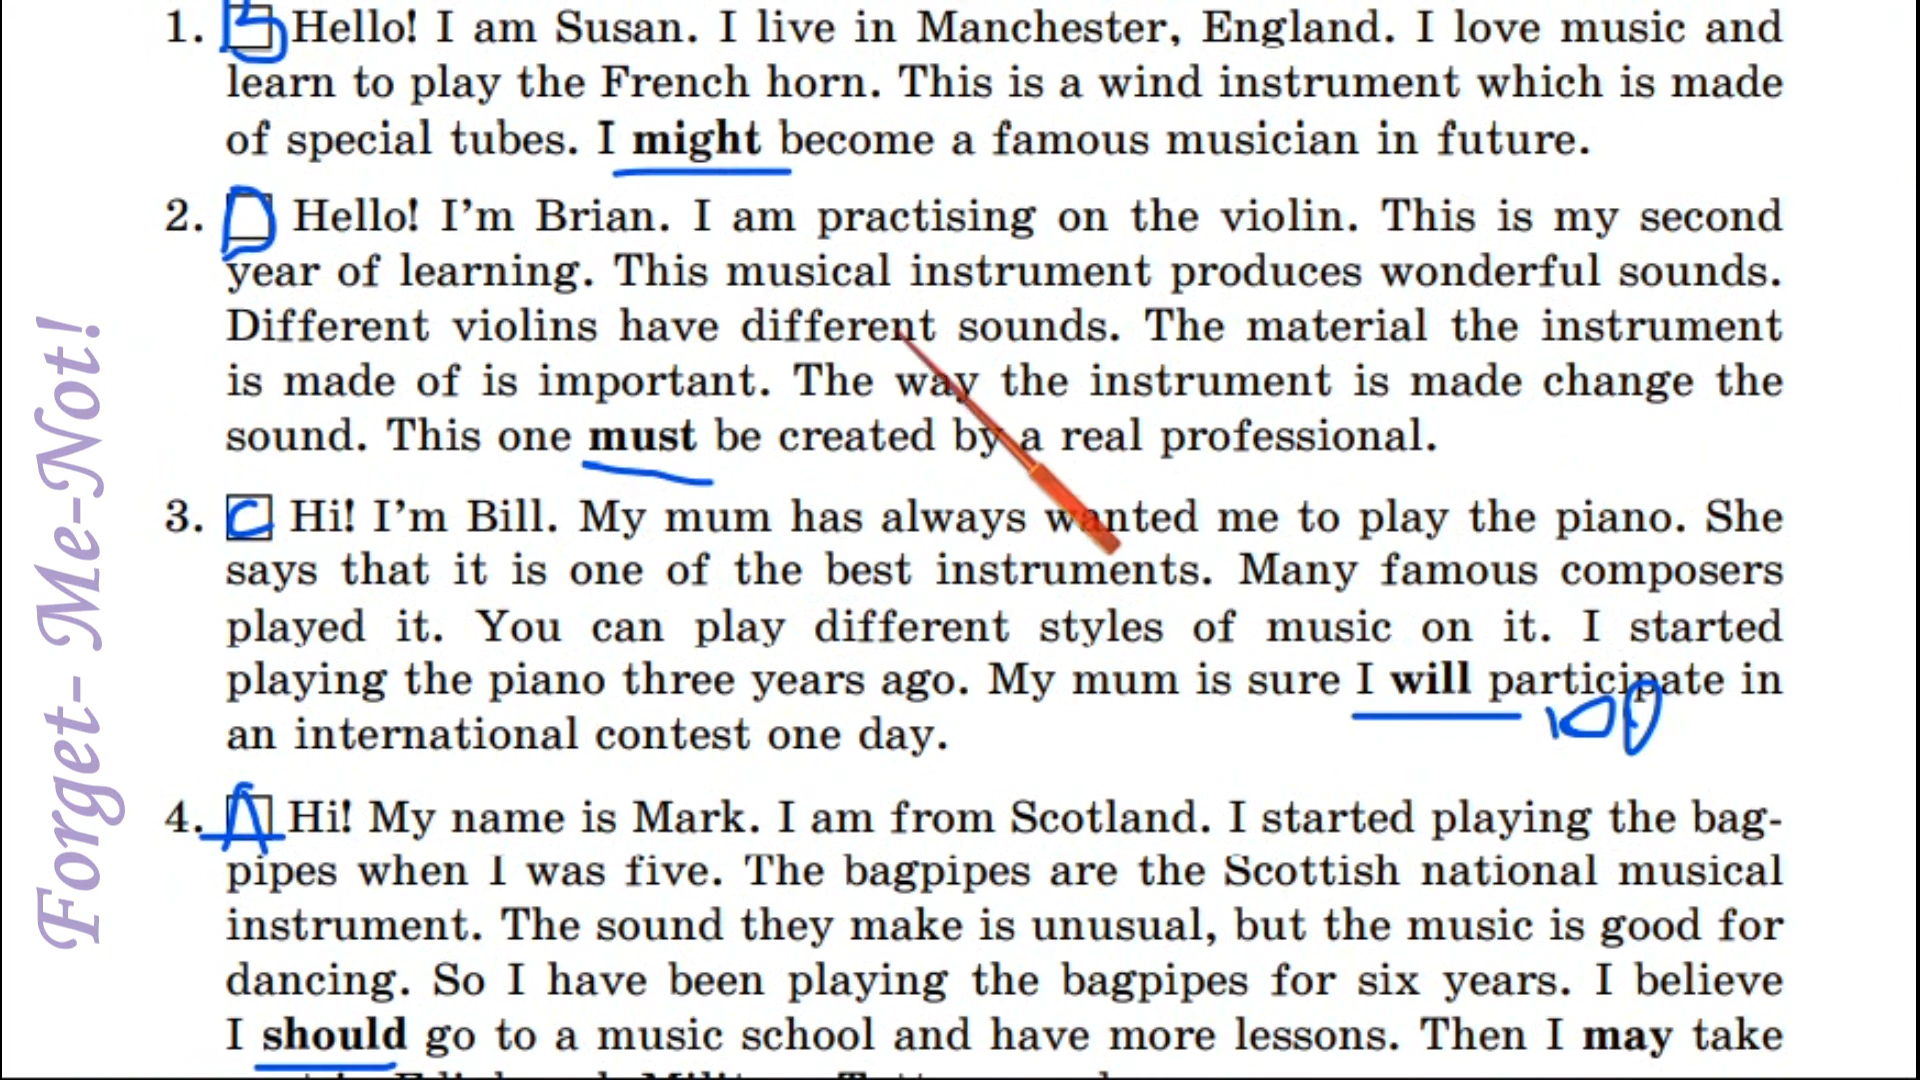 1. B Hello! I am Susan. I live in Manchester, England. I love music and
learn to play the French horn. This is a wind instrument which is made
of special tubes. I might become a famous musician in future.
2. D Hello! I'm Brian. I am practising on the violin. This is my second
year of learning. This musical instrument produces wonderful sounds.
Different violins have different sounds. The material the instrument
is made of is important. The way the instrument is made change the
sound. This one must be created by a real professional.
3. C Hi! I'm Bill. My mum has always wanted me to play the piano. She
says that it is one of the best instruments. Many famous composers
played it. You can play different styles of music on it. I started
playing the piano three years ago. My mum is sure I will participate in
an international contest one day.
4. A Hi! My name is Mark. I am from Scotland. I started playing the bag-
pipes when I was five. The bagpipes are the Scottish national musical
instrument. The sound they make is unusual, but the music is good for
dancing. So I have been playing the bagpipes for six years. I believe
I should go to a music school and have more lessons. Then I may take
Forget- Me-Not!